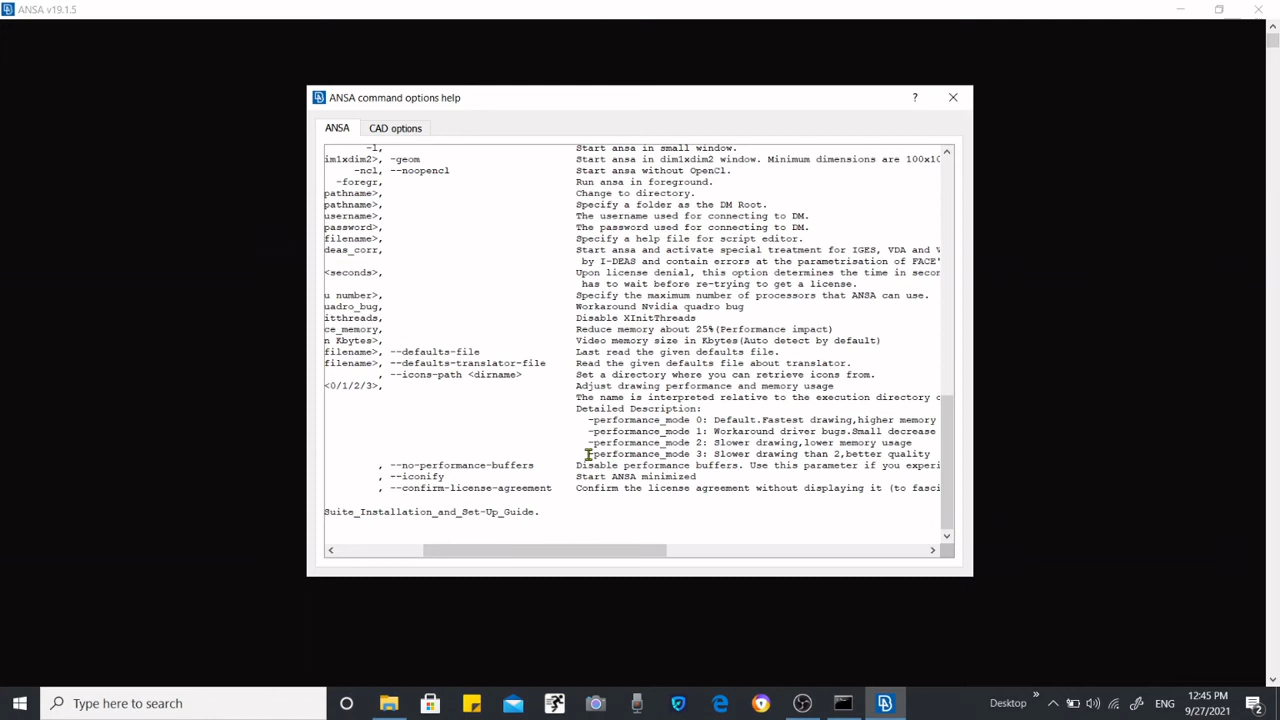 ANSA v19.1.5
ANSA command options help
ANSA CAD options
-l, Start ansa in small window.
im1xdim2>, -geom Start ansa in dim1xdim2 window. Minimum dimensions are 100x10
-ncl, --noopencl Start ansa without OpenCl.
-foregr, Run ansa in foreground.
pathname>, Change to directory.
pathname>, Specify a folder as the DM Root.
username>, The username used for connecting to DM.
password>, The password used for connecting to DM.
filename>, Specify a help file for script editor.
deas_corr, Start ansa and activate special treatment for IGES, VDA and V
by I-DEAS and contain errors at the parametrisation of FACE'
<seconds>, Upon license denial, this option determines the time in secon
has to wait before re-trying to get a license.
u number>, Specify the maximum number of processors that ANSA can use.
uadro_bug, Workaround Nvidia quadro bug
itthreads, Disable XInitThreads
ce_memory, Reduce memory about 25%(Performance impact)
n Kbytes>, Video memory size in Kbytes(Auto detect by default)
filename>, --defaults-file Last read the given defaults file.
filename>, --defaults-translator-file Read the given defaults file about translator.
, --icons-path <dirname> Set a directory where you can retrieve icons from.
<0/1/2/3>, Adjust drawing performance and memory usage
The name is interpreted relative to the execution directory o
Detailed Description:
-performance_mode 0: Default.Fastest drawing,higher memory
-performance_mode 1: Workaround driver bugs.Small decrease
-performance_mode 2: Slower drawing,lower memory usage
-performance_mode 3: Slower drawing than 2,better quality
, --no-performance-buffers Disable performance buffers. Use this parameter if you experi
, --iconify Start ANSA minimized
, --confirm-license-agreement Confirm the license agreement without displaying it (to fasci
Suite_Installation_and_Set-Up_Guide.
Type here to search
Desktop
ENG
12:45 PM
9/27/2021
2